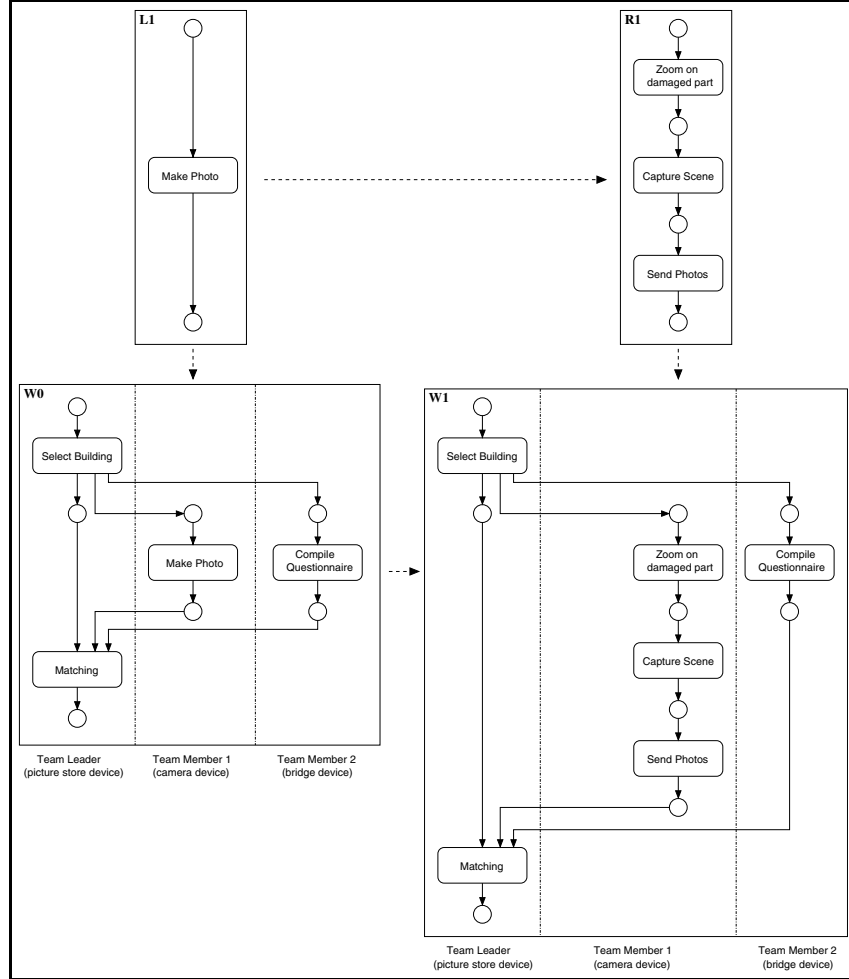 L1
Make Photo
R1
Zoom on
damaged part
Capture Scene
Send Photos
W0
Select Building
Make Photo
Compile
Questionnaire
Matching
Team Leader
(picture store device)
Team Member 1
(camera device)
Team Member 2
(bridge device)
W1
Select Building
Zoom on
damaged part
Compile
Questionnaire
Capture Scene
Send Photos
Matching
Team Leader
(picture store device)
Team Member 1
(camera device)
Team Member 2
(bridge device)